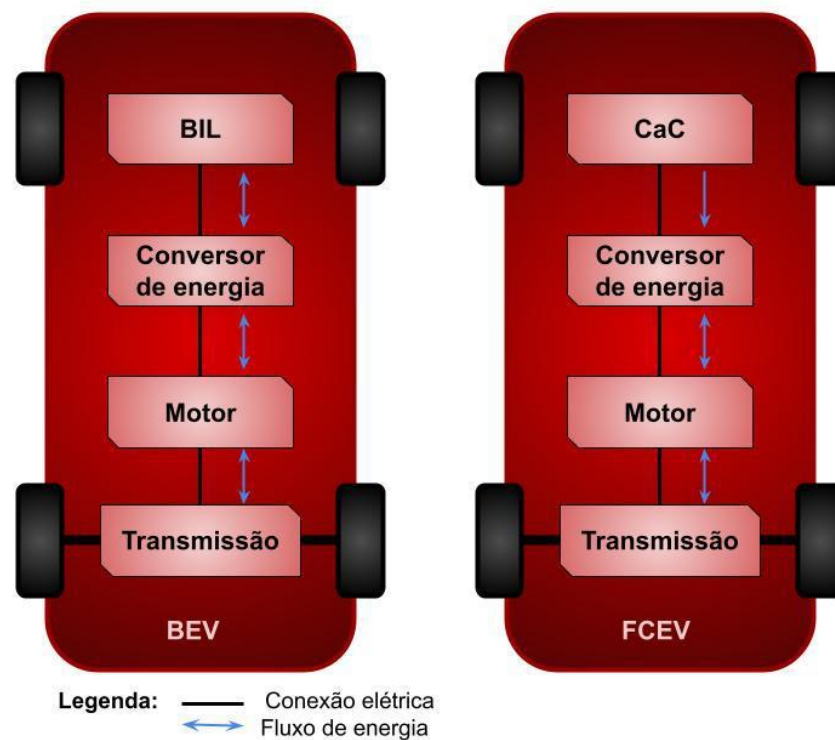 BIL
Conversor
de energia
Motor
Transmissão
BEV
CaC
Conversor
de energia
Motor
Transmissão
FCEV
Legenda:
Conexão elétrica
Fluxo de energia